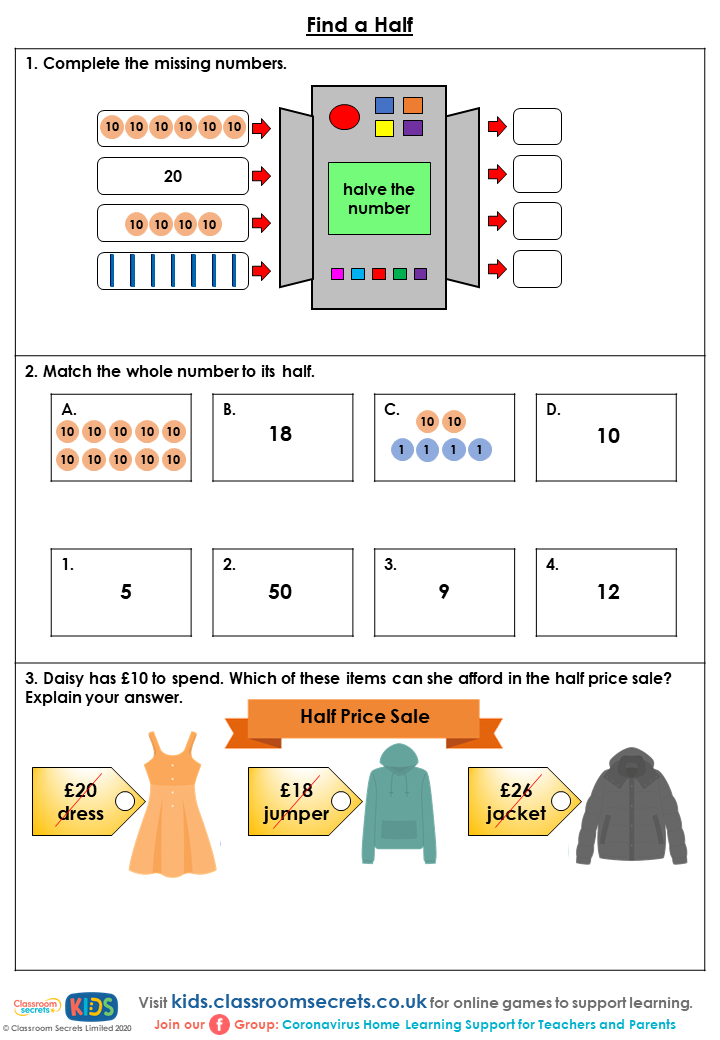 Find a Half
1. Complete the missing numbers.
10 10 10 10 10 10
20
10 10 10 10
halve the
number
2. Match the whole number to its half.
A.
10 10 10 10 10
10 10 10 10 10
B.
18
C.
10 10
1 1 1 1
D.
10
1.
5
2.
50
3.
9
4.
12
3. Daisy has £10 to spend. Which of these items can she afford in the half price sale?
Explain your answer.
Half Price Sale
£20
dress
£18
jumper
£26
jacket
Classroom
secrets
KiDS
© Classroom Secrets Limited 2020
Visit kids.classroomsecrets.co.uk for online games to support learning.
Join our f Group: Coronavirus Home Learning Support for Teachers and Parents